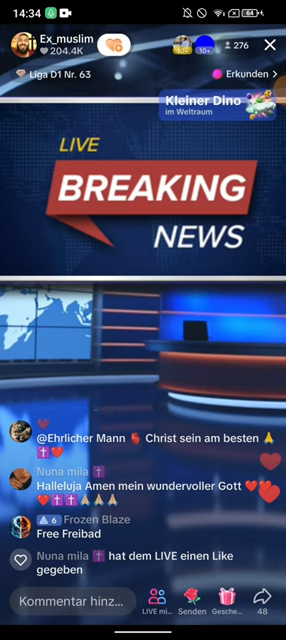 14:34
64
Ex_muslim
204.4K
10+
276
Liga D1 Nr. 63
Erkunden
Kleiner Dino
im Weltraum
LIVE
BREAKING
NEWS
@Ehrlicher Mann Christ sein am besten
Nuna mila
Halleluja Amen mein wundervoller Gott
6 Frozen Blaze
Free Freibad
Nuna mila hat dem LIVE einen Like
gegeben
Kommentar hinz...
LIVE mi...
Senden
Gesche...
48